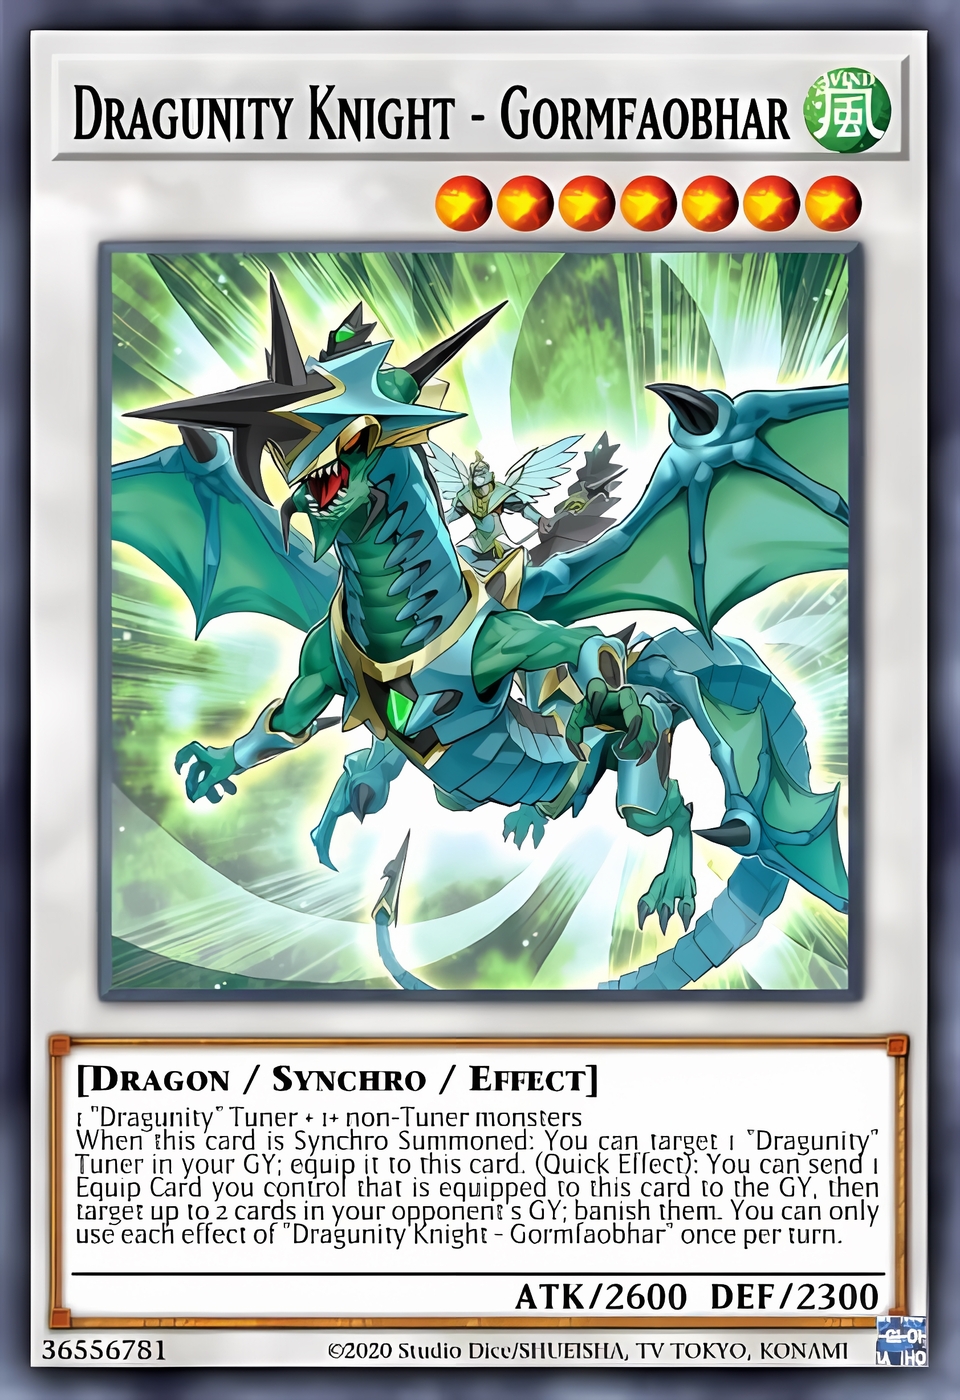 DRAGUNITY KNIGHT - GORMFAOBHAR
WIND
風
[DRAGON / SYNCHRO / EFFECT]
1 "Dragunity" Tuner + 1+ non-Tuner monsters
When this card is Synchro Summoned: You can target 1 "Dragunity"
Tuner in your GY; equip it to this card. (Quick Effect): You can send 1
Equip Card you control that is equipped to this card to the GY, then
target up to 2 cards in your opponent's GY; banish them. You can only
use each effect of "Dragunity Knight - Gormfaobhar" once per turn.
ATK/2600 DEF/2300
36556781
©2020 Studio Dice/SHUEISHA, TV TOKYO, KONAMI